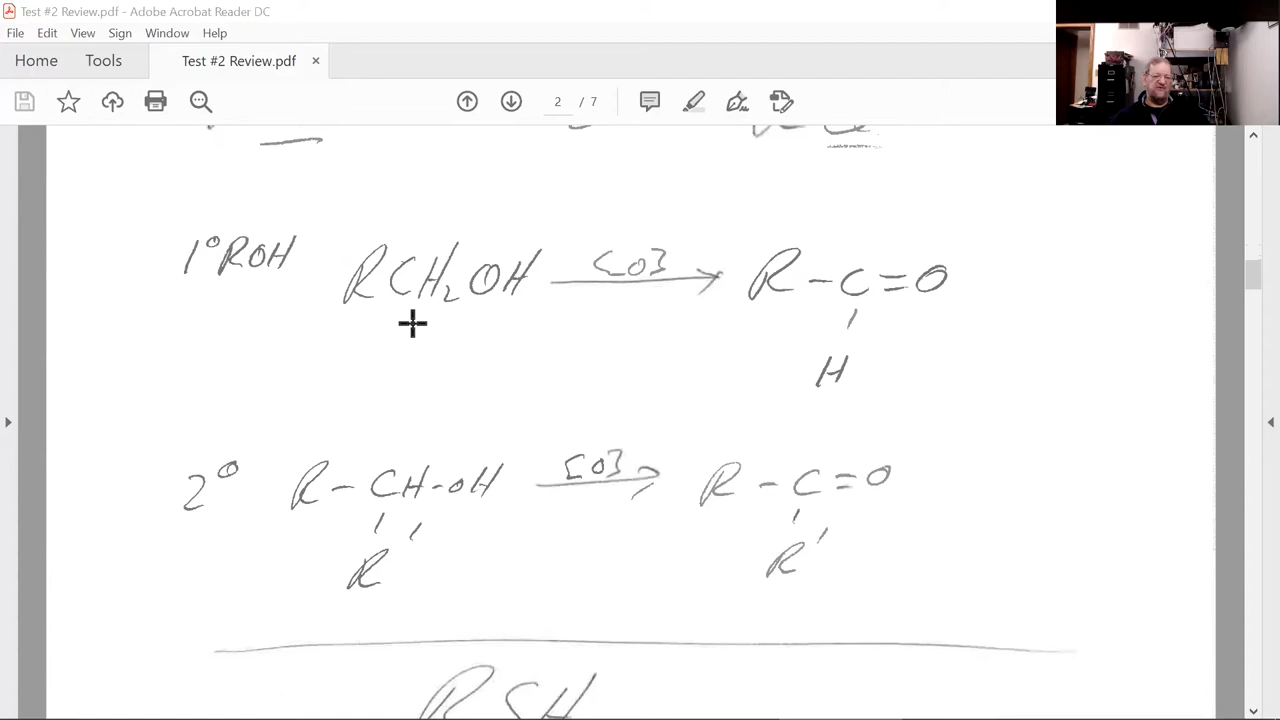 Test #2 Review.pdf - Adobe Acrobat Reader DC
File Edit View Sign Window Help
Home Tools Test #2 Review.pdf ×
2 / 7
1° ROH RCH₂OH [O] → R - C = O
H
2° R - CH - OH [O] → R - C = O
R' R'
RSH